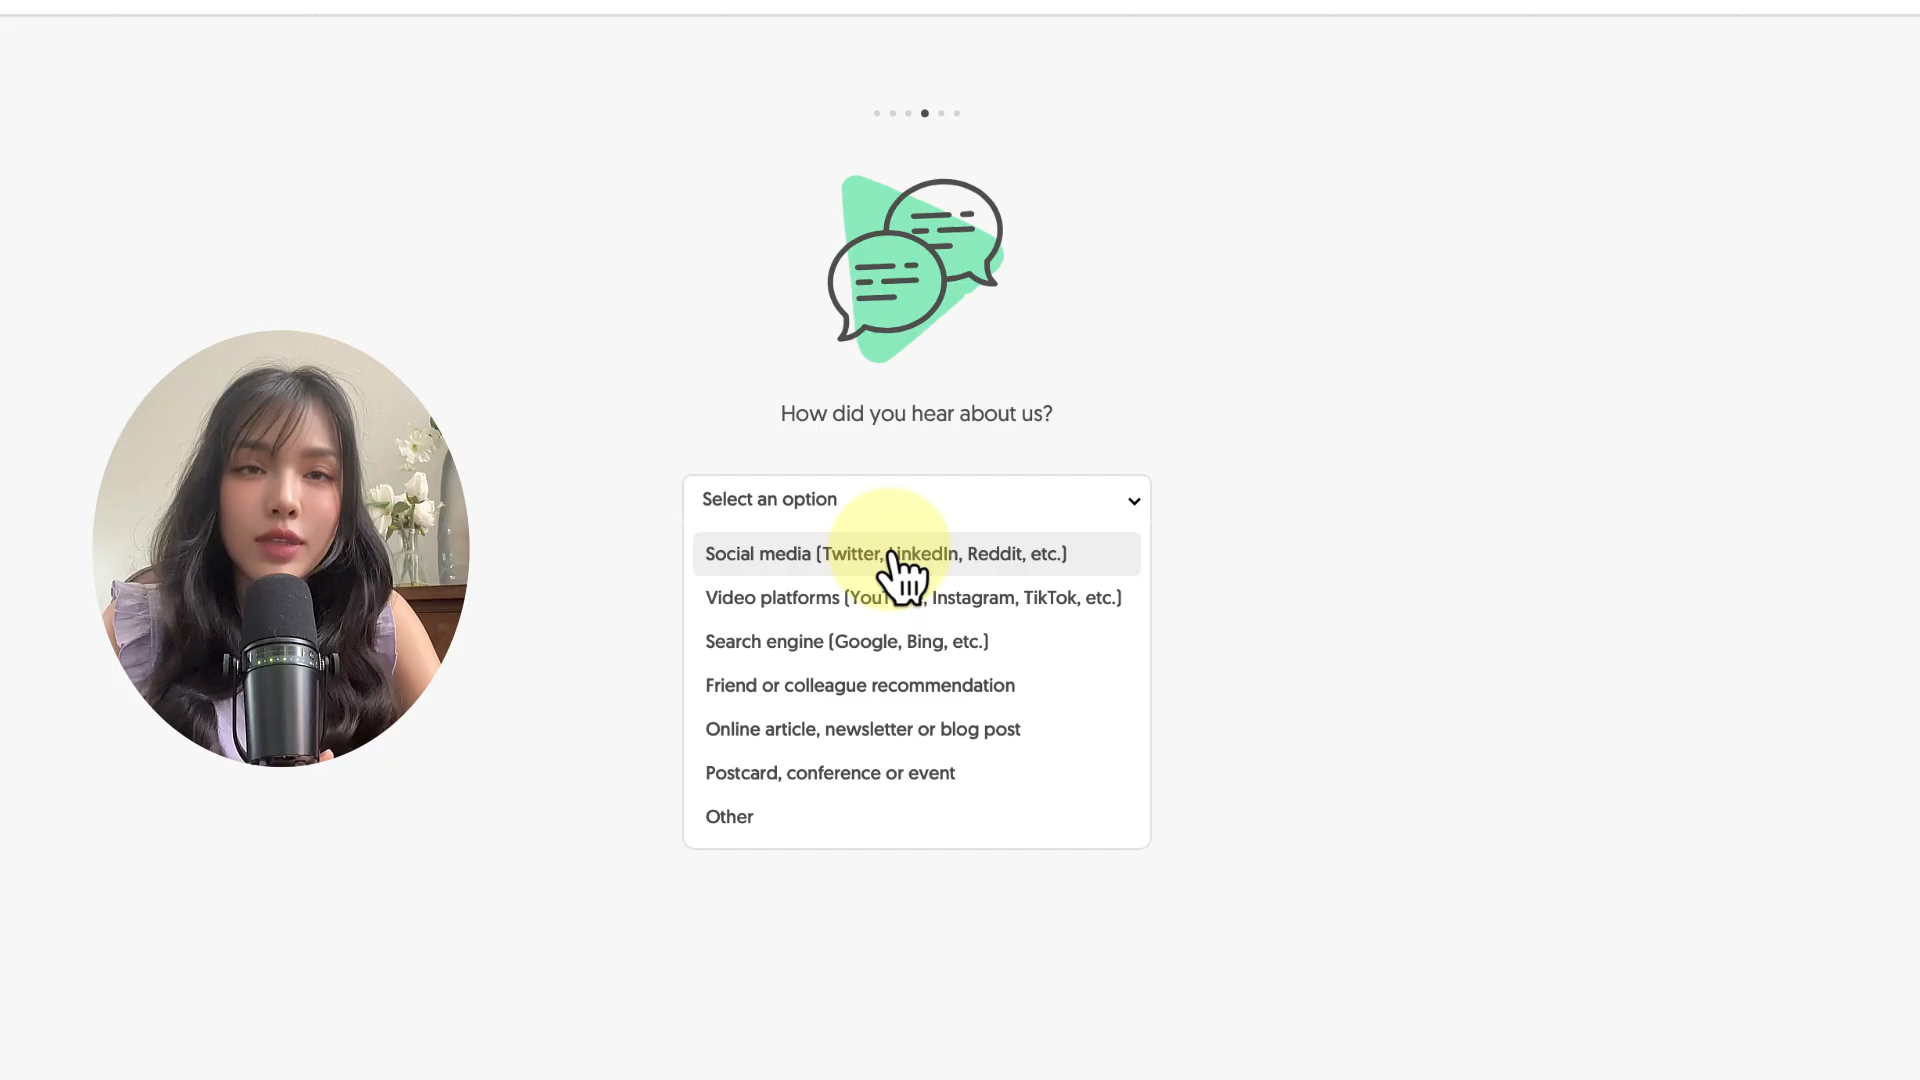 How did you hear about us?
Select an option
Social media (Twitter, LinkedIn, Reddit, etc.)
Video platforms (YouTube, Instagram, TikTok, etc.)
Search engine (Google, Bing, etc.)
Friend or colleague recommendation
Online article, newsletter or blog post
Postcard, conference or event
Other